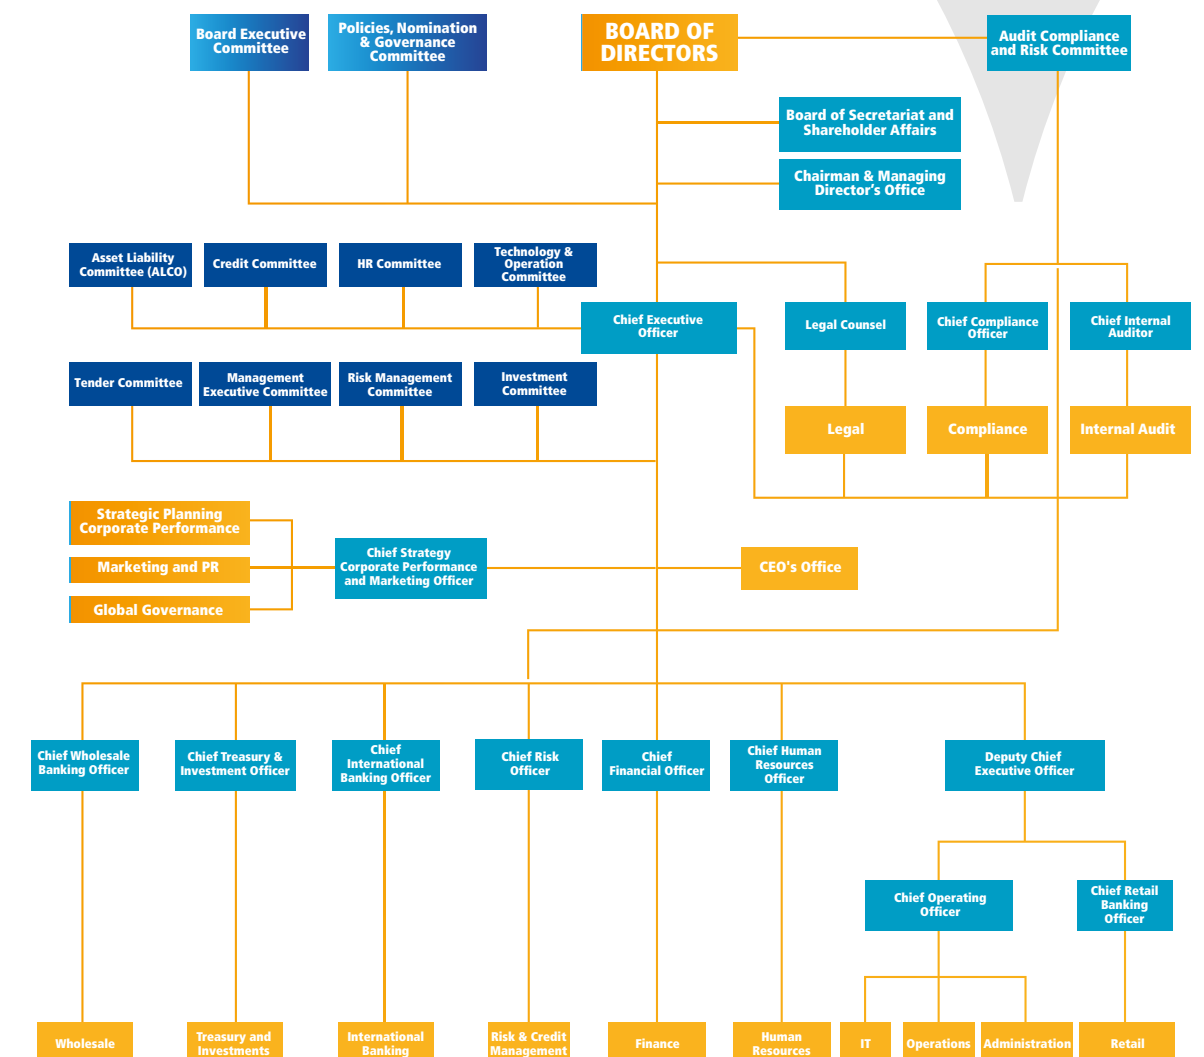 Board Executive
Committee
Policies, Nomination
& Governance
Committee
BOARD OF
DIRECTORS
Audit Compliance
and Risk Committee
Board of Secretariat and
Shareholder Affairs
Chairman & Managing
Director's Office
Asset Liability
Committee (ALCO)
Credit Committee
HR Committee
Technology &
Operation
Committee
Chief Executive
Officer
Legal Counsel
Chief Compliance
Officer
Chief Internal
Auditor
Tender Committee
Management
Executive Committee
Risk Management
Committee
Investment
Committee
Legal
Compliance
Internal Audit
Strategic Planning
Corporate Performance
Marketing and PR
Global Governance
Chief Strategy
Corporate Performance
and Marketing Officer
CEO's Office
Chief Wholesale
Banking Officer
Chief Treasury &
Investment Officer
Chief
International
Banking Officer
Chief Risk
Officer
Chief
Financial Officer
Chief Human
Resources
Officer
Deputy Chief
Executive Officer
Chief Operating
Officer
Chief Retail
Banking
Officer
Wholesale
Treasury and
Investments
International
Banking
Risk & Credit
Management
Finance
Human
Resources
IT
Operations
Administration
Retail